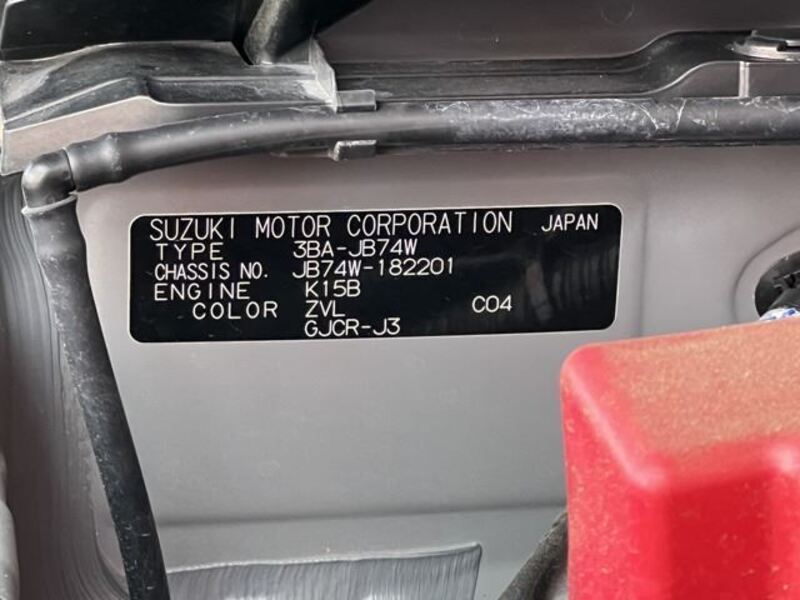 SUZUKI MOTOR CORPORATION JAPAN
TYPE 3BA-JB74W
CHASSIS NO. JB74W-182201
ENGINE K15B
COLOR ZVL C04
GJCR-J3